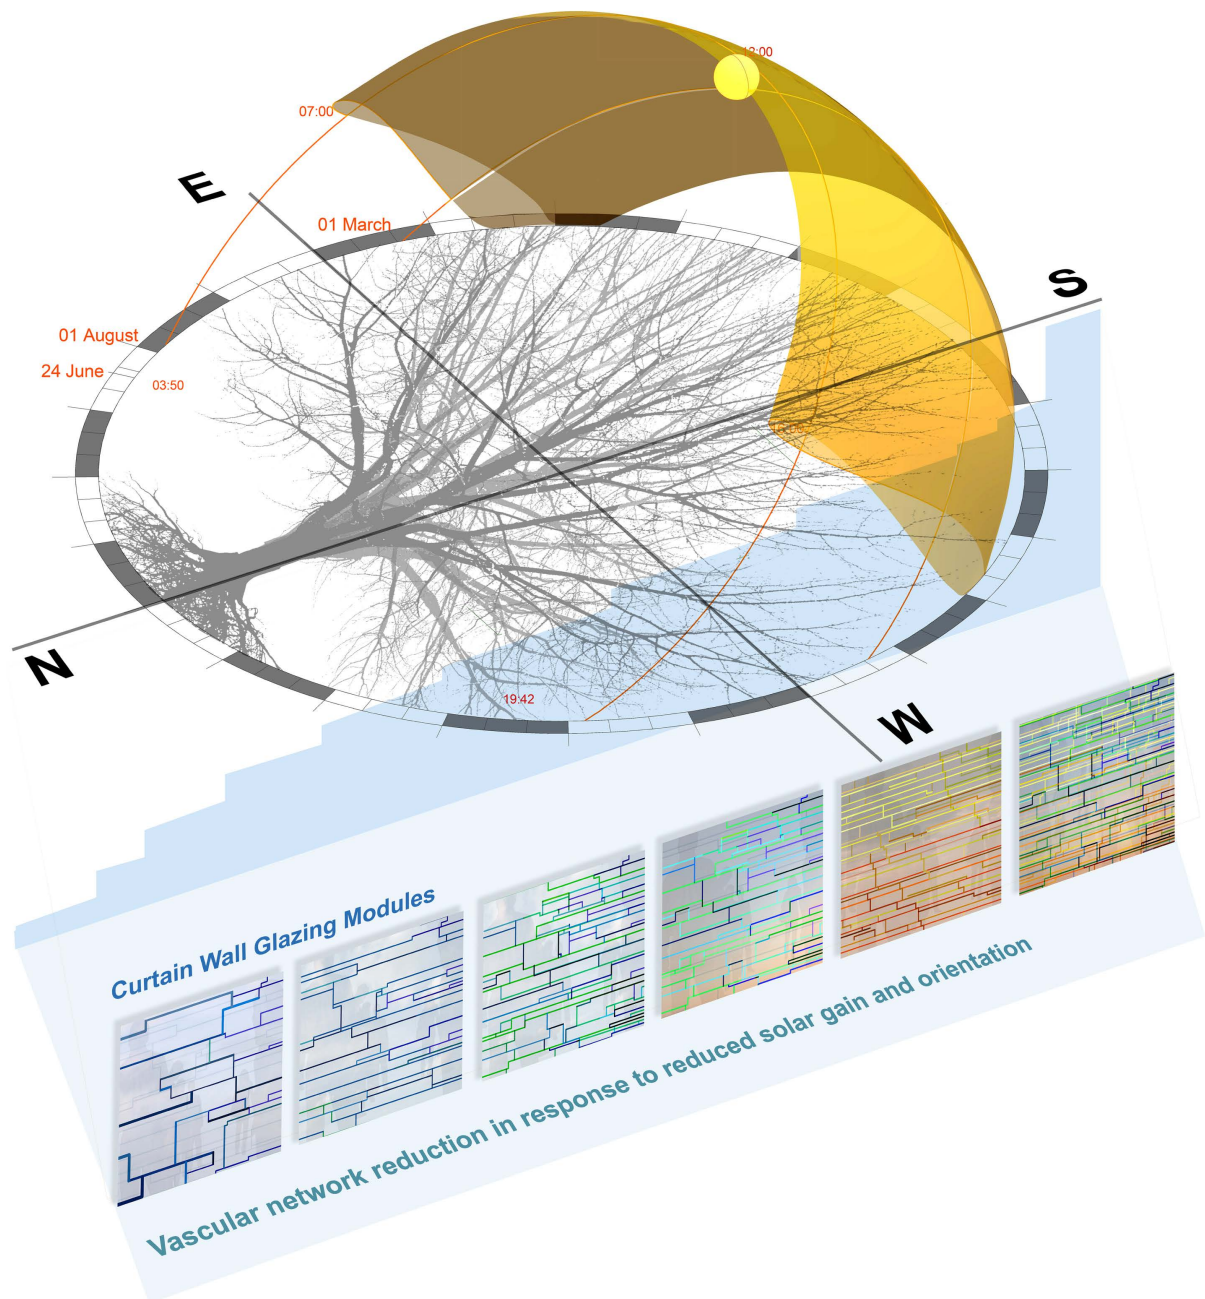 12:00
07:00
E
01 March
S
01 August
24 June
03:50
N
19:42
W
Curtain Wall Glazing Modules
Vascular network reduction in response to reduced solar gain and orientation